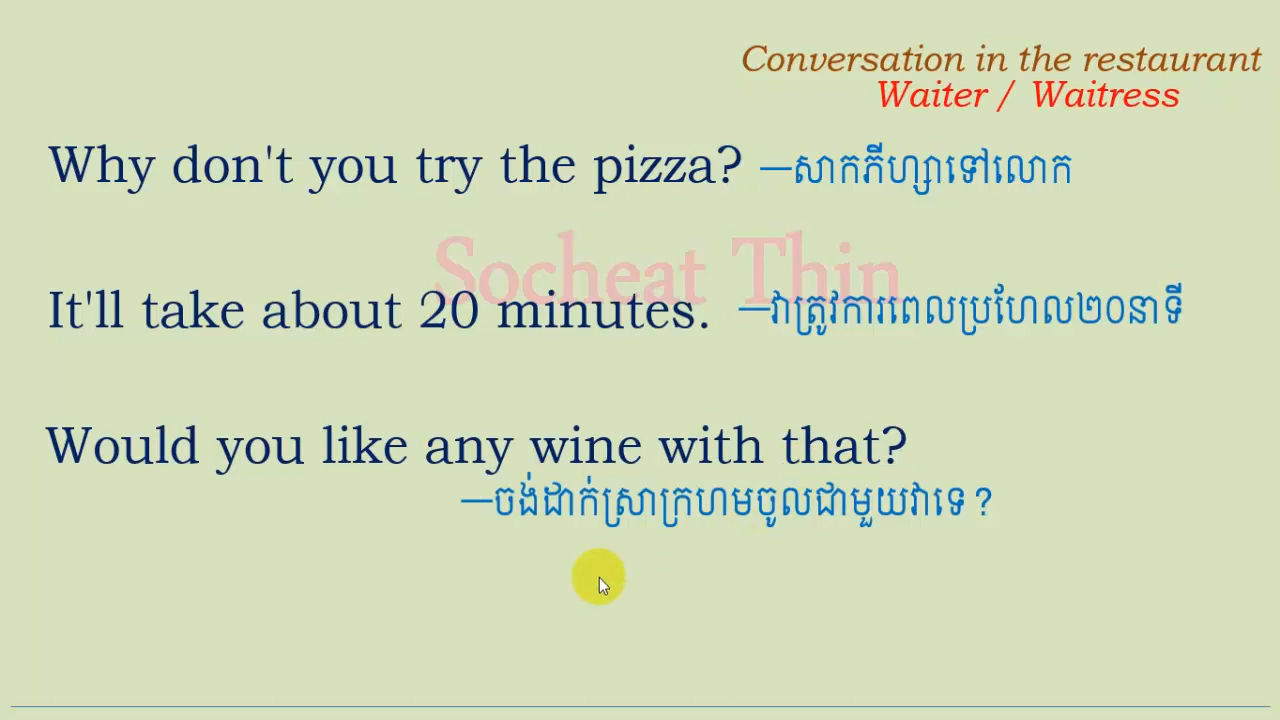 Conversation in the restaurant
Waiter / Waitress
Why don't you try the pizza? —សាកភីហ្សាទៅលោក
Socheat Thin
It'll take about 20 minutes. —វាត្រូវការពេលប្រហែល២០នាទី
Would you like any wine with that?
—ចង់ដាក់ស្រាក្រហមចូលជាមួយវាទេ?